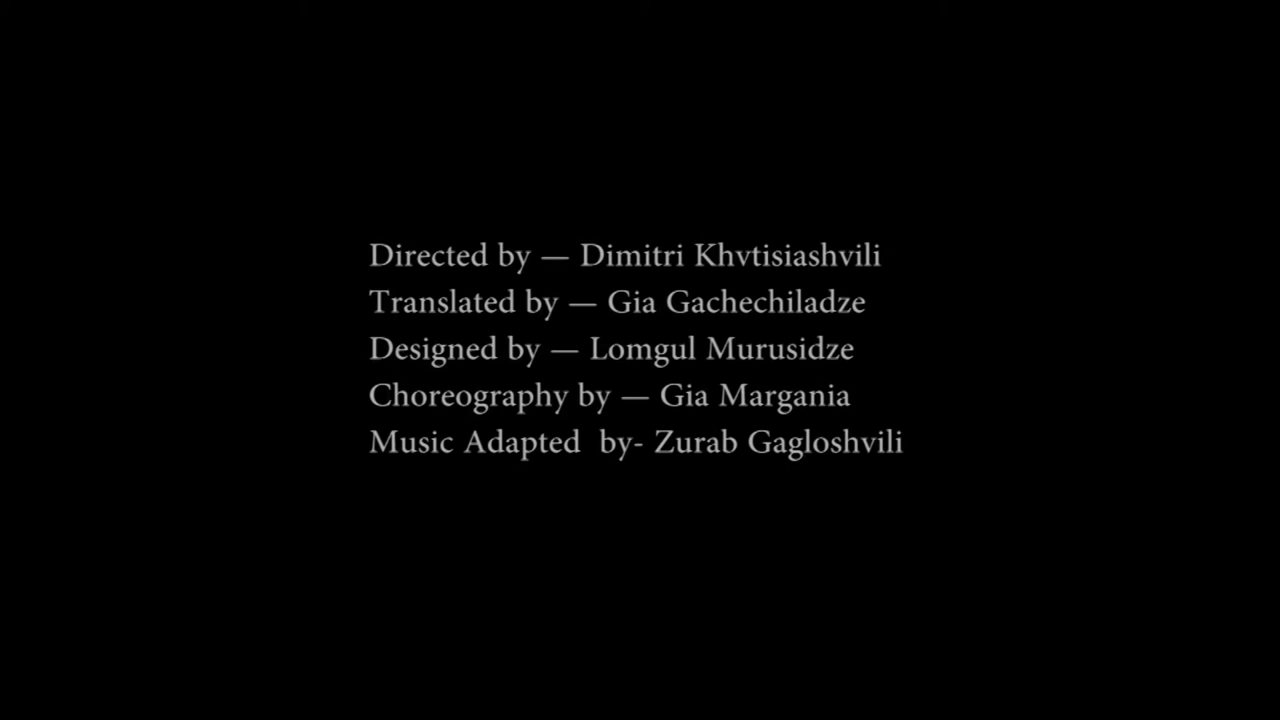 Directed by — Dimitri Khvtisiashvili
Translated by — Gia Gachechiladze
Designed by — Lomgul Murusidze
Choreography by — Gia Margania
Music Adapted  by- Zurab Gagloshvili